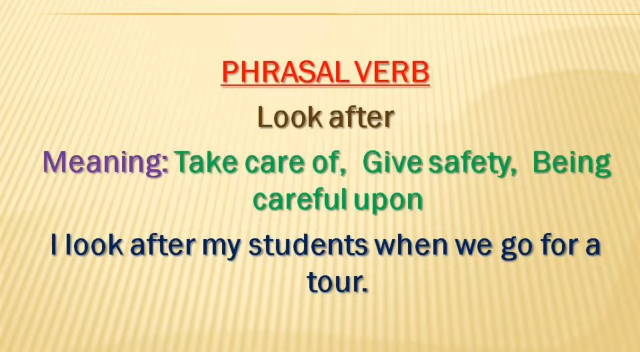 PHRASAL VERB
Look after
Meaning: Take care of, Give safety, Being
careful upon
I look after my students when we go for a
tour.